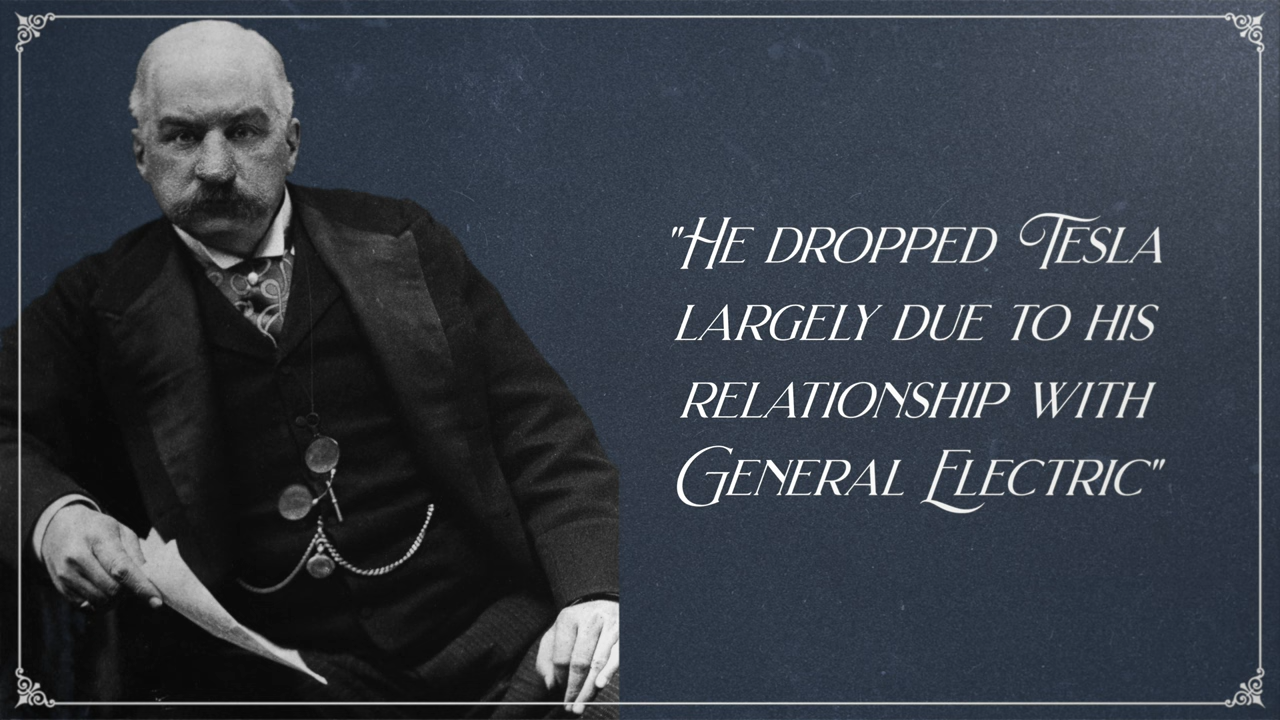 "He dropped Tesla
largely due to his
relationship with
General Electric"